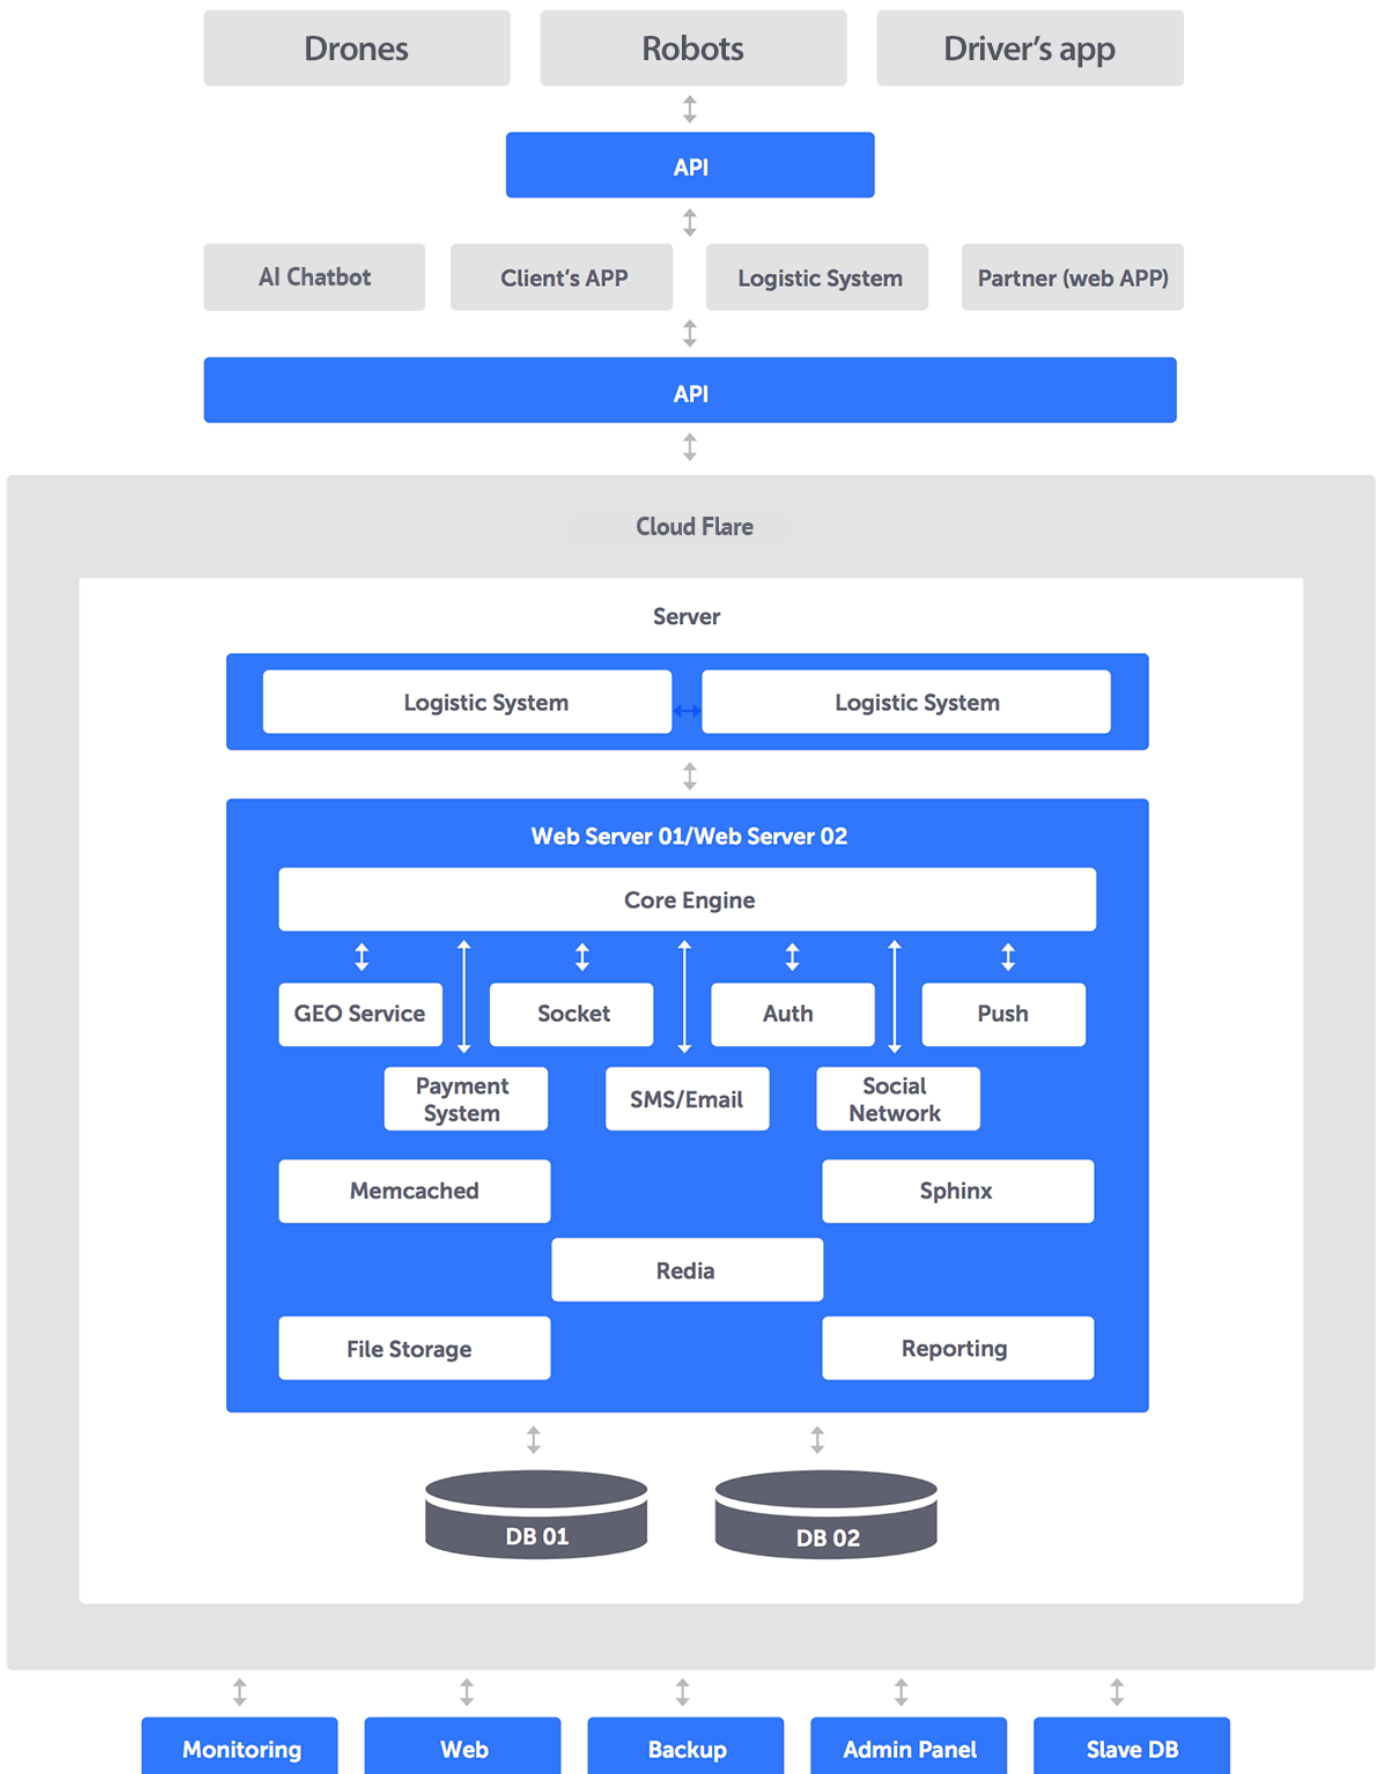 Drones
Robots
Driver's app
API
AI Chatbot
Client's APP
Logistic System
Partner (web APP)
API
Cloud Flare
Server
Logistic System
Logistic System
Web Server 01/Web Server 02
Core Engine
GEO Service
Socket
Auth
Push
Payment
System
SMS/Email
Social
Network
Memcached
Sphinx
Redia
File Storage
Reporting
DB 01
DB 02
Monitoring
Web
Backup
Admin Panel
Slave DB